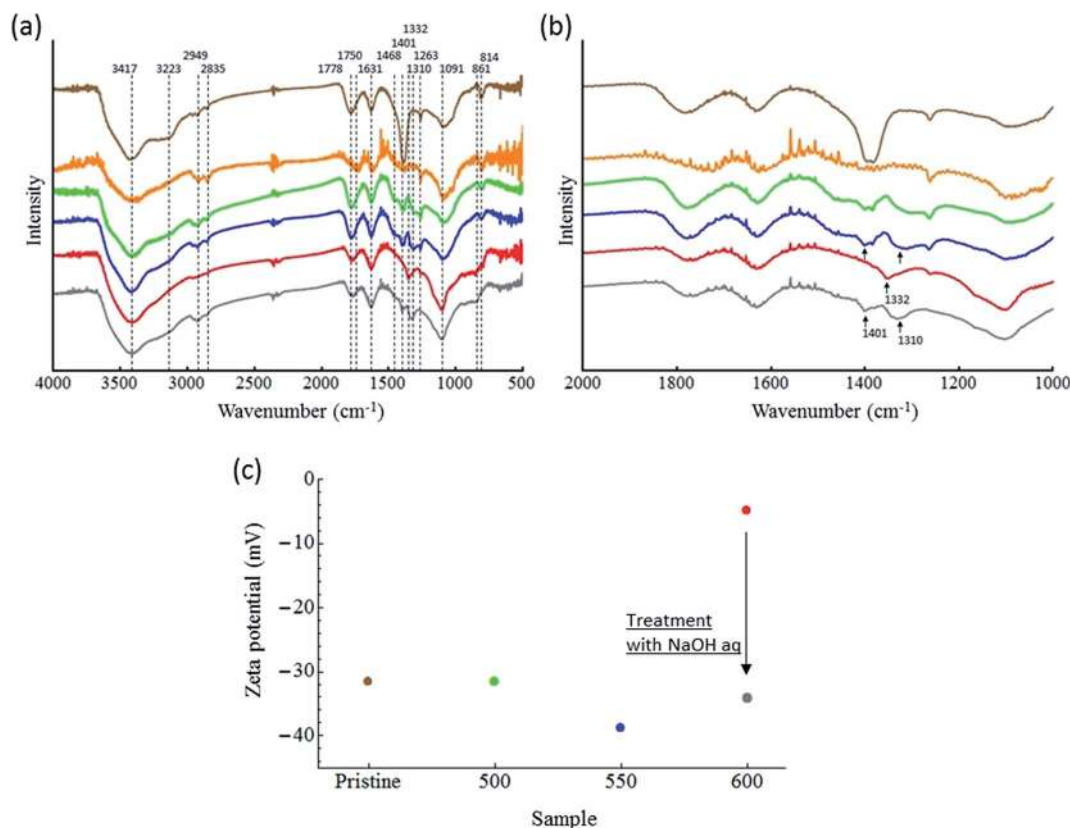 (a)
3417
3223
2949
2835
1778
1750
1631
1468
1401
1332
1310
1263
1091
861
814
Intensity
4000 3500 3000 2000 1500 1000 500
Wavenumber (cm⁻¹)
(b)
Intensity
1332
1401
1310
2000 1800 1600 1400 1200 1000
Wavenumber (cm⁻¹)
(c)
Zeta potential (mV)
0
−10
−20
−30
−40
Treatment
with NaOH aq
Pristine 500 550 600
Sample